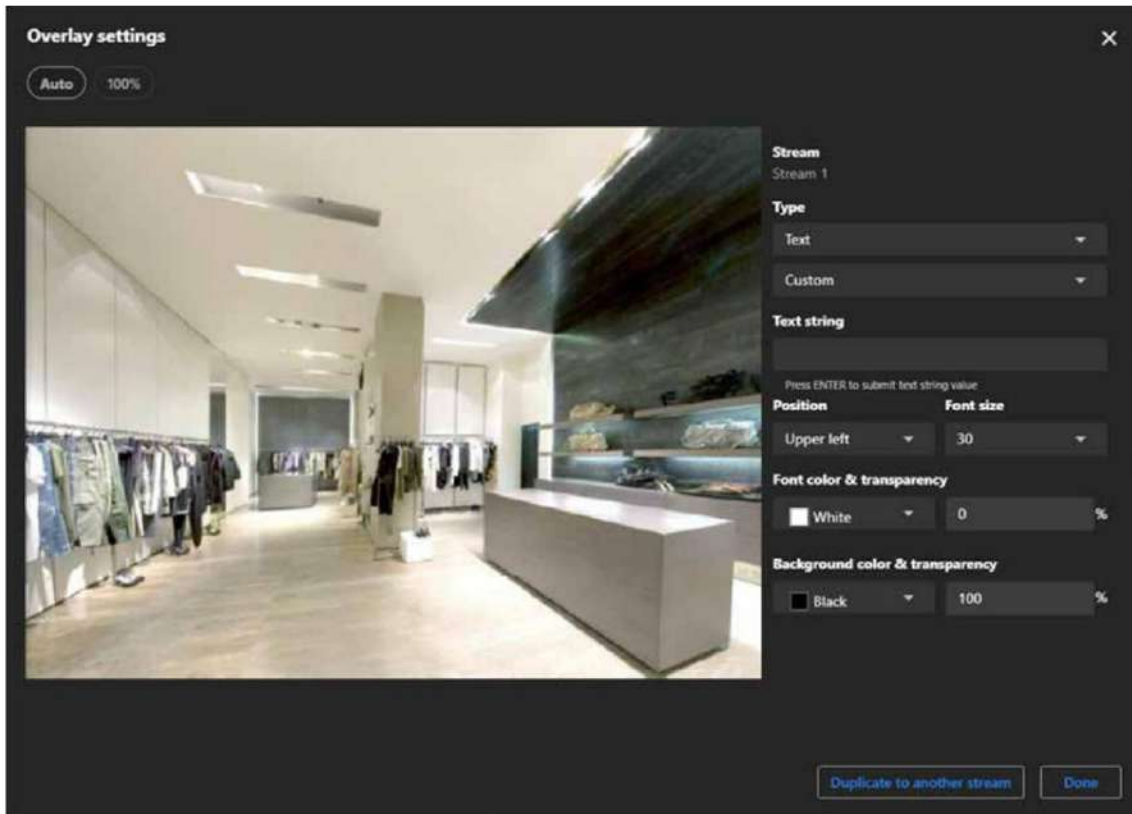 Overlay settings
Auto 100%
Stream
Stream 1
Type
Text
Custom
Text string
Press ENTER to submit text string value
Position Font size
Upper left 30
Font color & transparency
White 0 %
Background color & transparency
Black 100 %
Duplicate to another stream Done